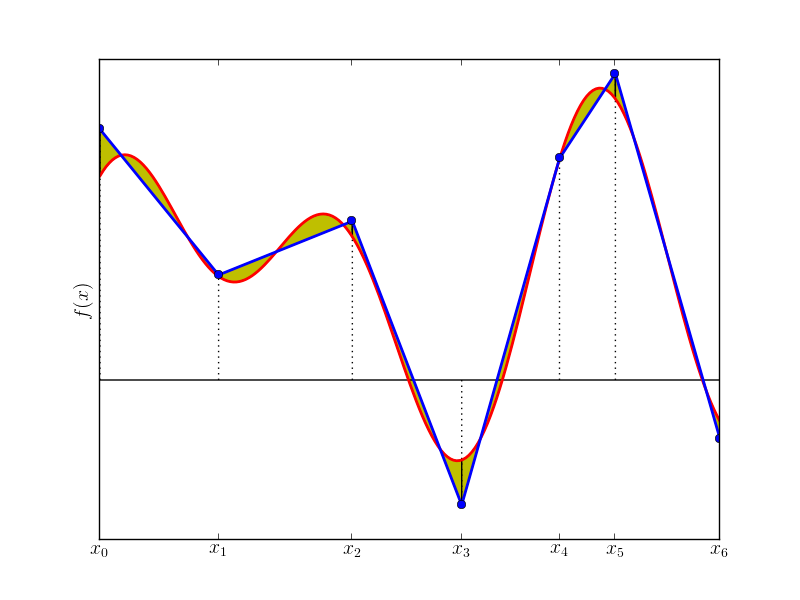 f(x)
x₀ x₁ x₂ x₃ x₄ x₅ x₆